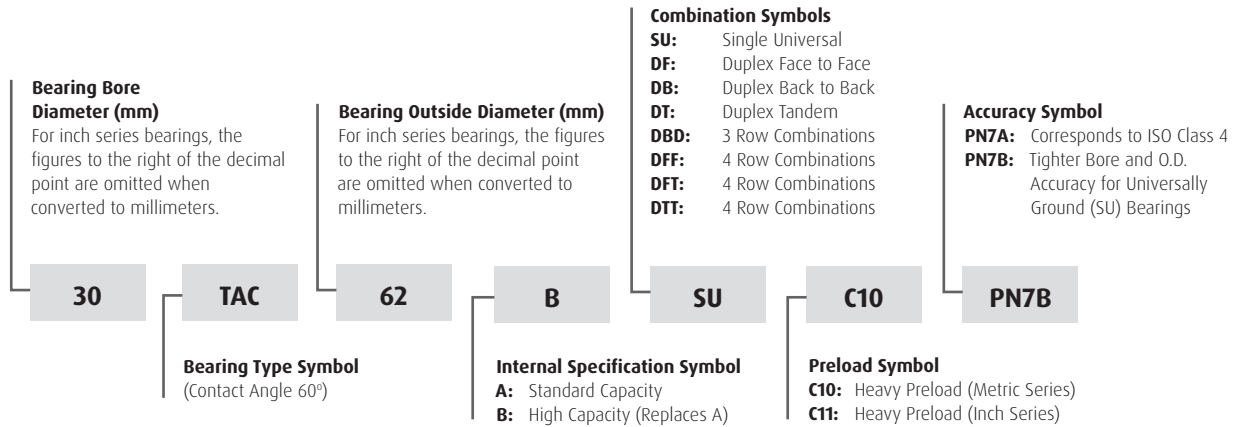 Combination Symbols
SU: Single Universal
DF: Duplex Face to Face
DB: Duplex Back to Back
DT: Duplex Tandem
DBD: 3 Row Combinations
DFF: 4 Row Combinations
DFT: 4 Row Combinations
DTT: 4 Row Combinations
Bearing Bore
Diameter (mm)
For inch series bearings, the
figures to the right of the decimal
point are omitted when
converted to millimeters.
Bearing Outside Diameter (mm)
For inch series bearings, the figures
to the right of the decimal point
are omitted when converted to
millimeters.
Accuracy Symbol
PN7A: Corresponds to ISO Class 4
PN7B: Tighter Bore and O.D.
Accuracy for Universally
Ground (SU) Bearings
30 TAC 62 B SU C10 PN7B
Bearing Type Symbol
(Contact Angle 60º)
Internal Specification Symbol
A: Standard Capacity
B: High Capacity (Replaces A)
Preload Symbol
C10: Heavy Preload (Metric Series)
C11: Heavy Preload (Inch Series)